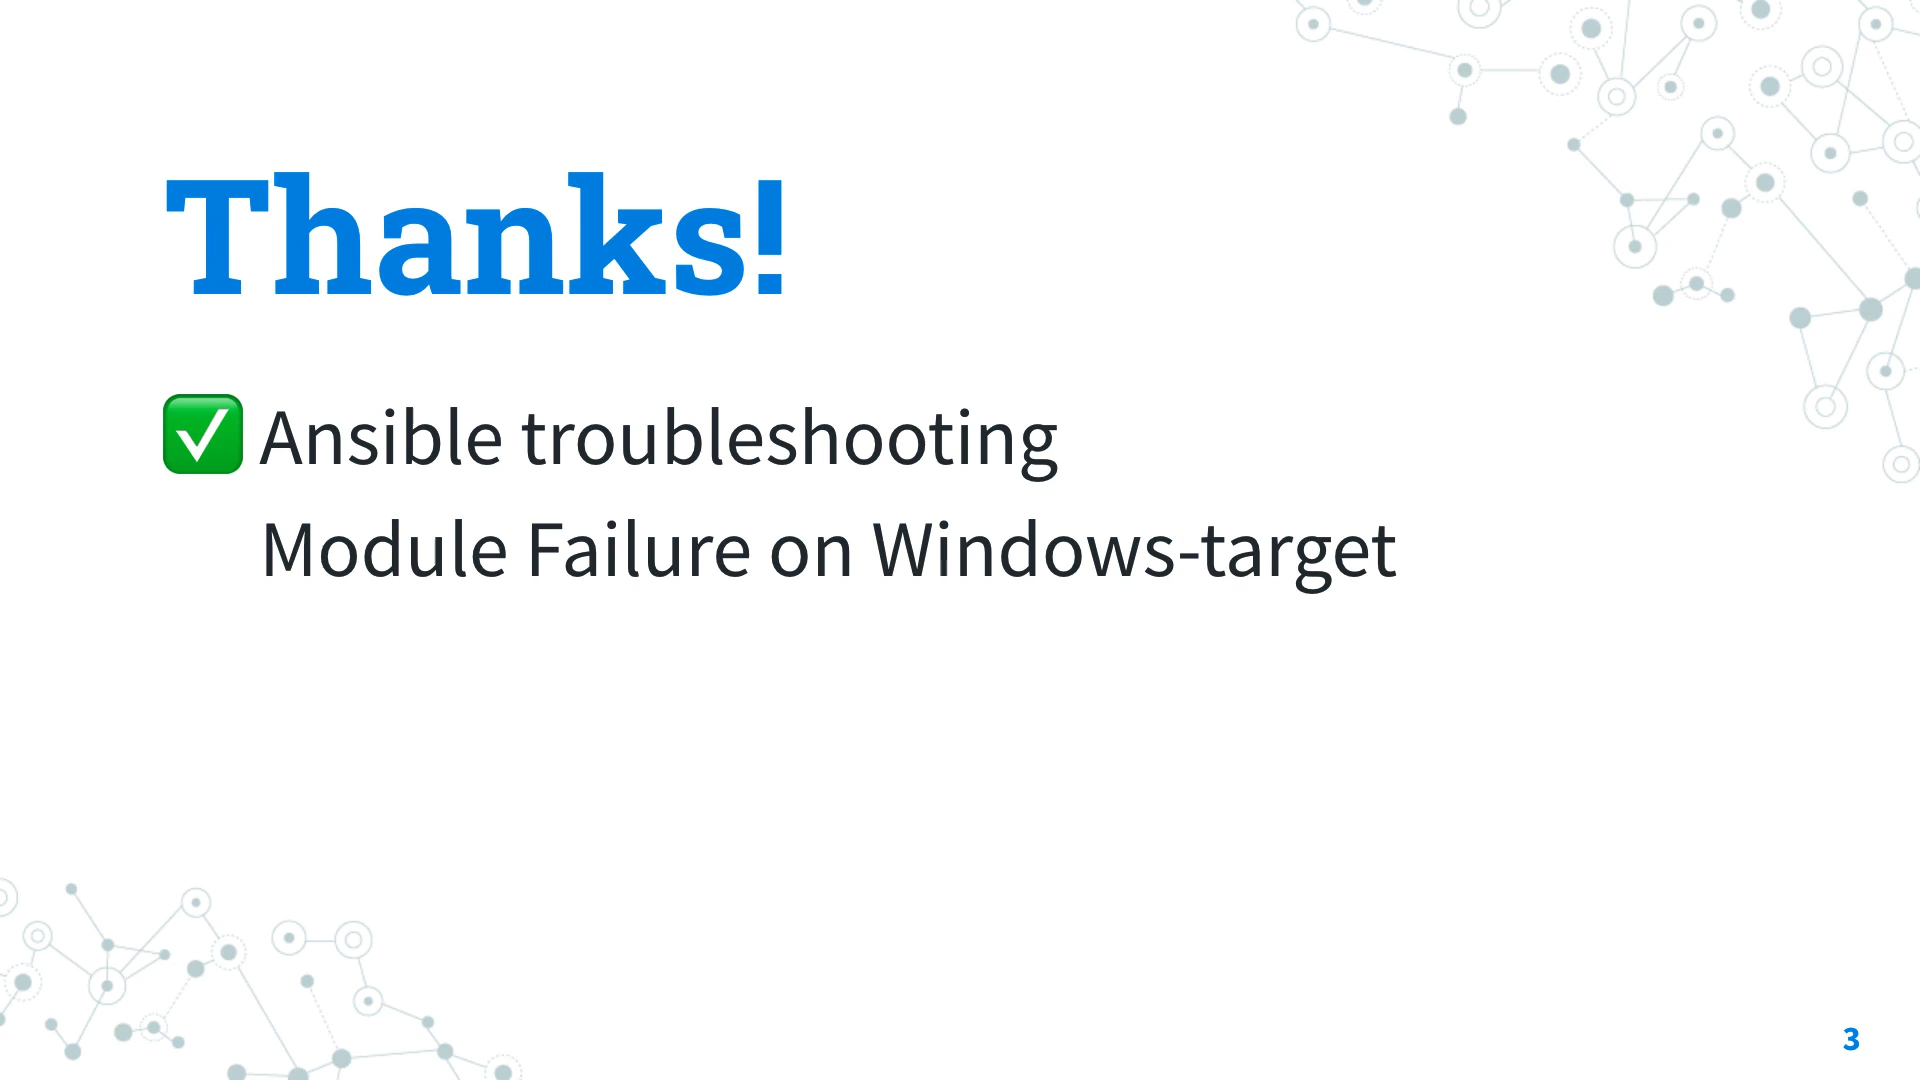 Thanks!
✅ Ansible troubleshooting
Module Failure on Windows-target
3